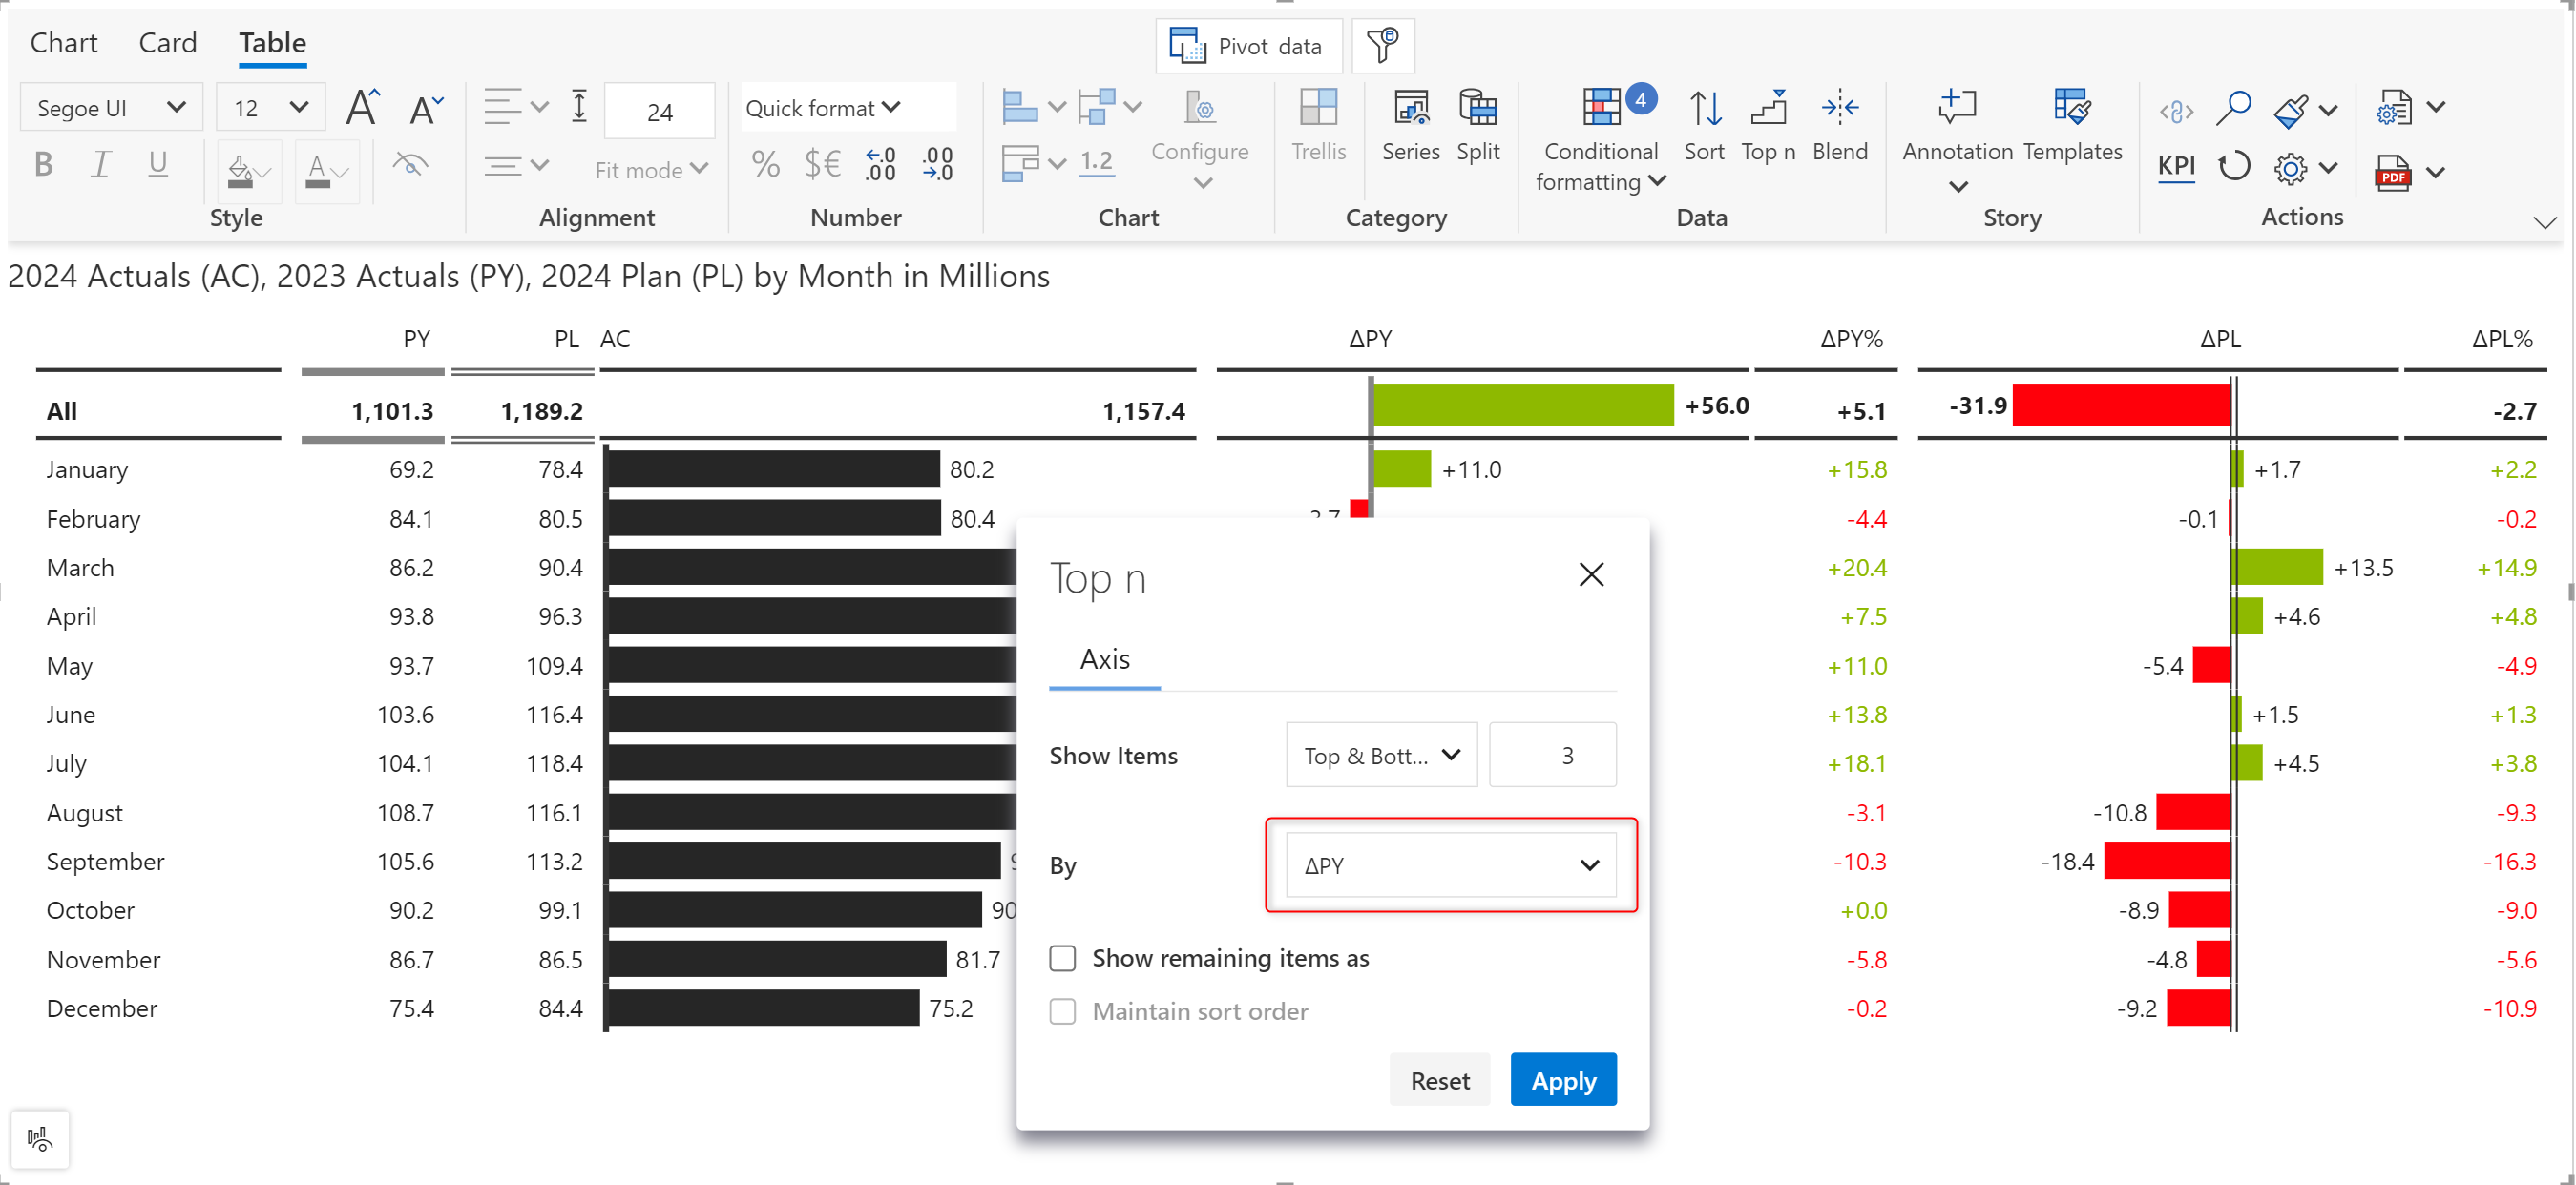 Chart Card Table
Pivot data
Segoe UI 12 A A 24 Quick format 4
B I U A Fit mode % $€ .0 .00 .00 .0 1.2 Configure Trellis Series Split Conditional formatting Sort Top n Blend Annotation Templates KPI PDF
Style Alignment Number Chart Category Data Story Actions
2024 Actuals (AC), 2023 Actuals (PY), 2024 Plan (PL) by Month in Millions
PY PL AC ΔPY ΔPY% ΔPL ΔPL%
All 1,101.3 1,189.2 1,157.4 +56.0 +5.1 -31.9 -2.7
January 69.2 78.4 80.2 +11.0 +15.8 +1.7 +2.2
February 84.1 80.5 80.4 -4.4 -0.1 -0.2
March 86.2 90.4 +20.4 +13.5 +14.9
April 93.8 96.3 +7.5 +4.6 +4.8
May 93.7 109.4 +11.0 -5.4 -4.9
June 103.6 116.4 +13.8 +1.5 +1.3
July 104.1 118.4 +18.1 +4.5 +3.8
August 108.7 116.1 -3.1 -10.8 -9.3
September 105.6 113.2 -10.3 -18.4 -16.3
October 90.2 99.1 90 +0.0 -8.9 -9.0
November 86.7 86.5 81.7 -5.8 -4.8 -5.6
December 75.4 84.4 75.2 -0.2 -9.2 -10.9
Top n
Axis
Show Items Top & Bott... 3
By ΔPY
Show remaining items as
Maintain sort order
Reset Apply